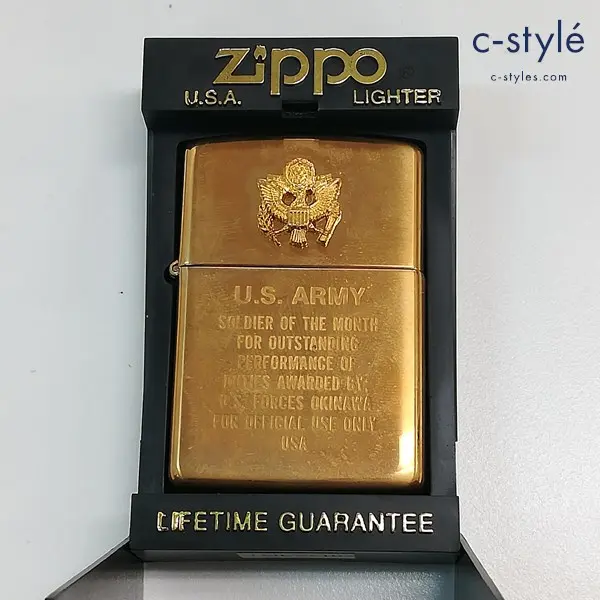 c-stylé
c-styles.com
Zippo
U.S.A. LIGHTER
U.S. ARMY
SOLDIER OF THE MONTH
FOR OUTSTANDING
PERFORMANCE OF
DUTIES AWARDED BY,
U.S. FORCES OKINAWA
FOR OFFICIAL USE ONLY
USA
LIFETIME GUARANTEE